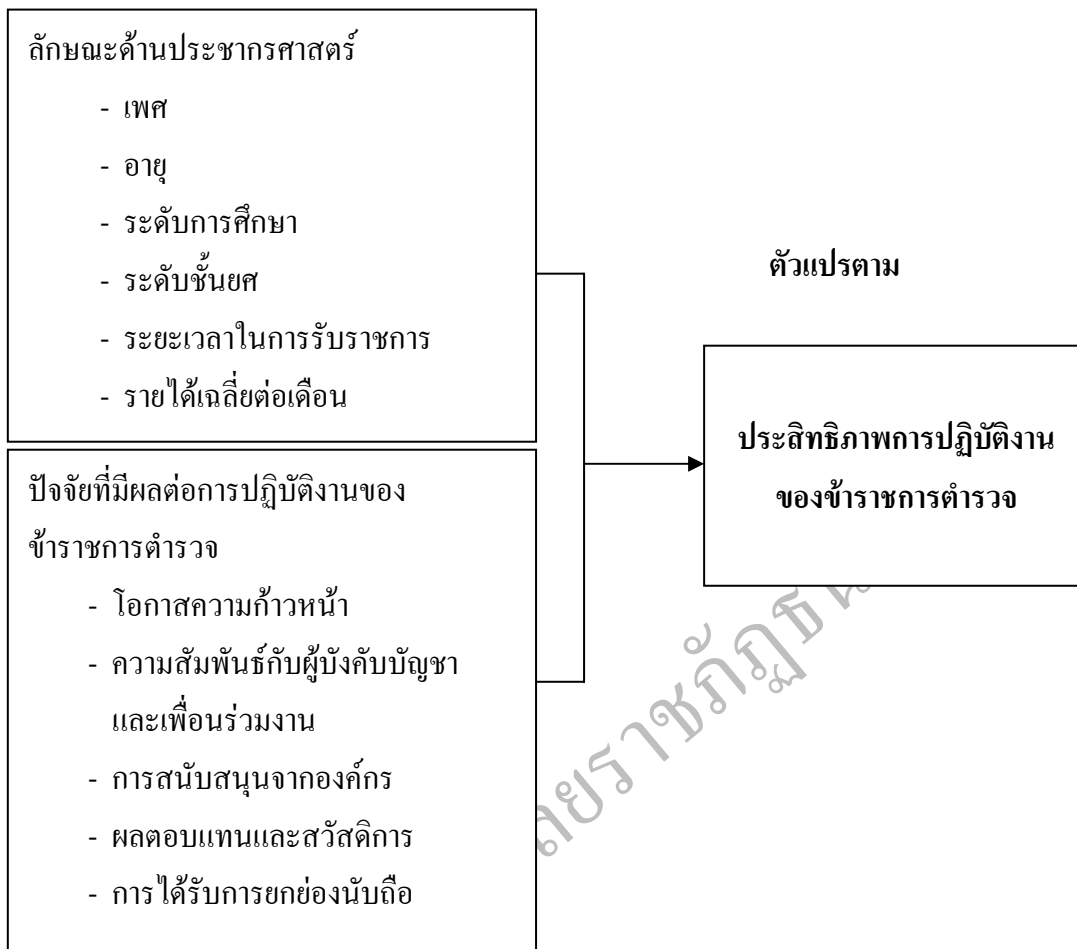 ลักษณะด้านประชากรศาสตร์
- เพศ
- อายุ
- ระดับการศึกษา
- ระดับชั้นยศ
- ระยะเวลาในการรับราชการ
- รายได้เฉลี่ยต่อเดือน
ปัจจัยที่มีผลต่อการปฏิบัติงานของ
ข้าราชการตำรวจ
- โอกาสความก้าวหน้า
- ความสัมพันธ์กับผู้บังคับบัญชา
และเพื่อนร่วมงาน
- การสนับสนุนจากองค์กร
- ผลตอบแทนและสวัสดิการ
- การได้รับการยกย่องนับถือ
ตัวแปรตาม
ประสิทธิภาพการปฏิบัติงาน
ของข้าราชการตำรวจ